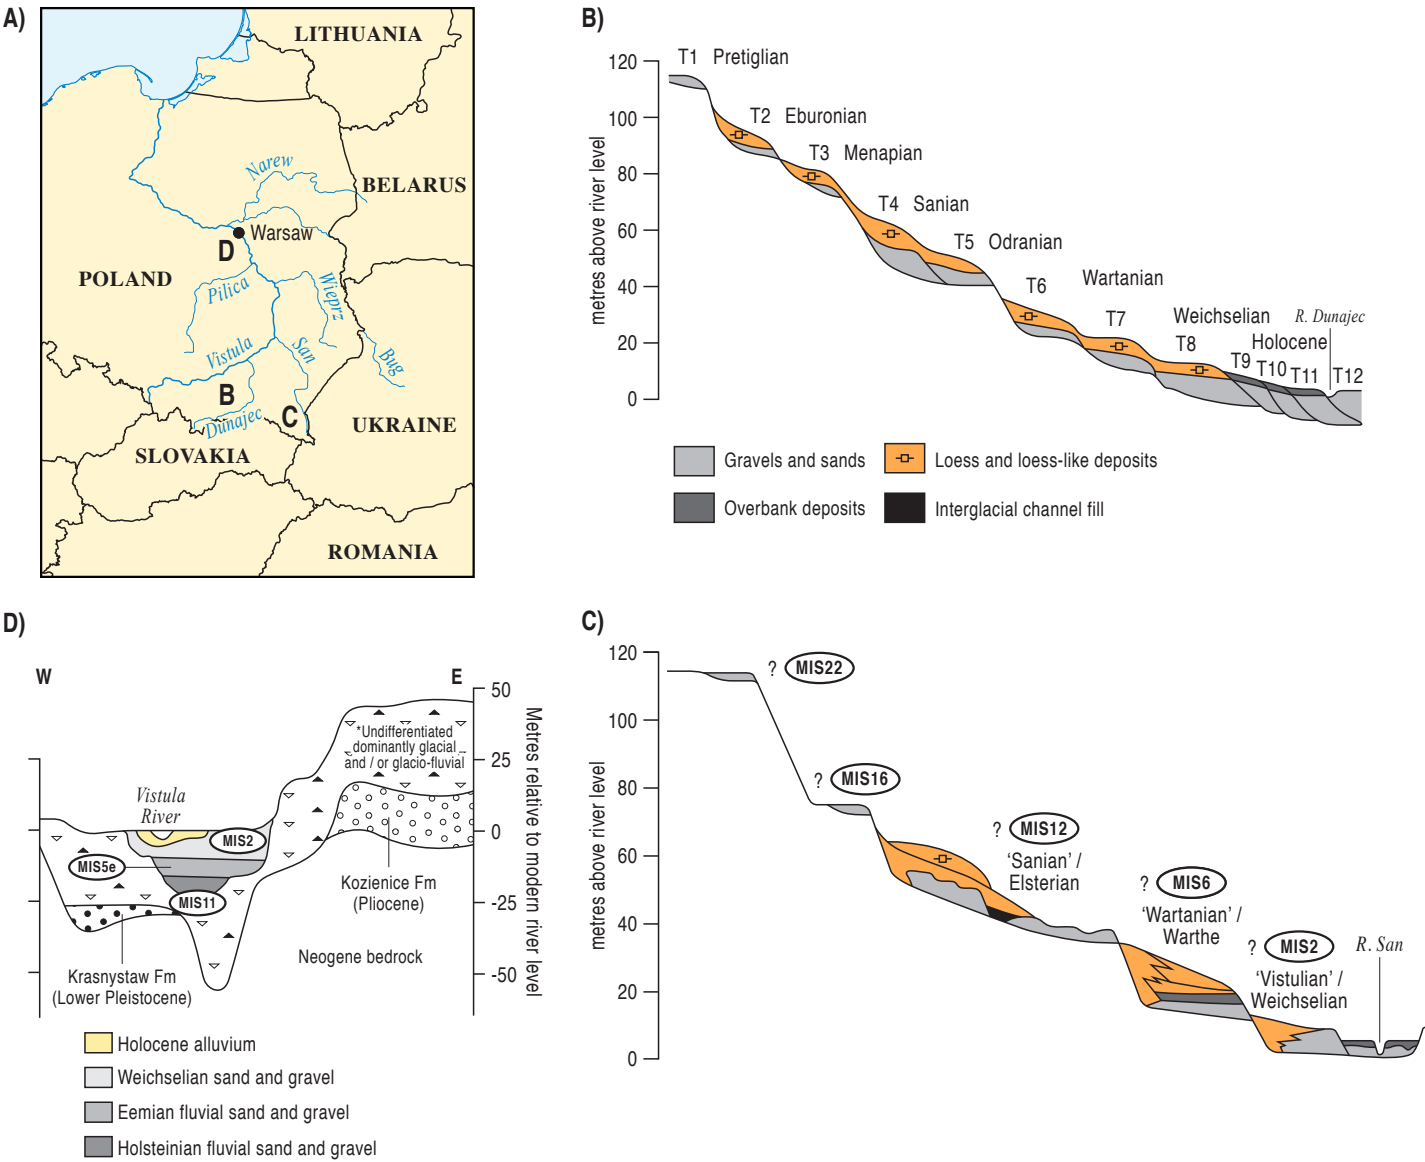 A)
LITHUANIA
Narew
BELARUS
Warsaw
D
POLAND
Pilica
Wieprz
Vistula
San
Bug
B
C
Dunajec
UKRAINE
SLOVAKIA
ROMANIA
B)
metres above river level
120
100
80
60
40
20
0
T1 Pretiglian
T2 Eburonian
T3 Menapian
T4 Sanian
T5 Odranian
T6
Wartanian
T7
Weichselian
R. Dunajec
T8
Holocene
T9
T10
T11
T12
Gravels and sands
Loess and loess-like deposits
Overbank deposits
Interglacial channel fill
D)
W
E
50
25
0
-25
-50
Metres relative to modern river level
*Undifferentiated
dominantly glacial
and / or glacio-fluvial
Vistula
River
MIS2
MIS5e
MIS11
Kozienice Fm
(Pliocene)
Neogene bedrock
Krasnystaw Fm
(Lower Pleistocene)
Holocene alluvium
Weichselian sand and gravel
Eemian fluvial sand and gravel
Holsteinian fluvial sand and gravel
C)
metres above river level
120
100
80
60
40
20
0
? MIS22
? MIS16
? MIS12
‘Sanian’ /
Elsterian
? MIS6
‘Wartanian’ /
Warthe
? MIS2
‘Vistulian’ /
Weichselian
R. San